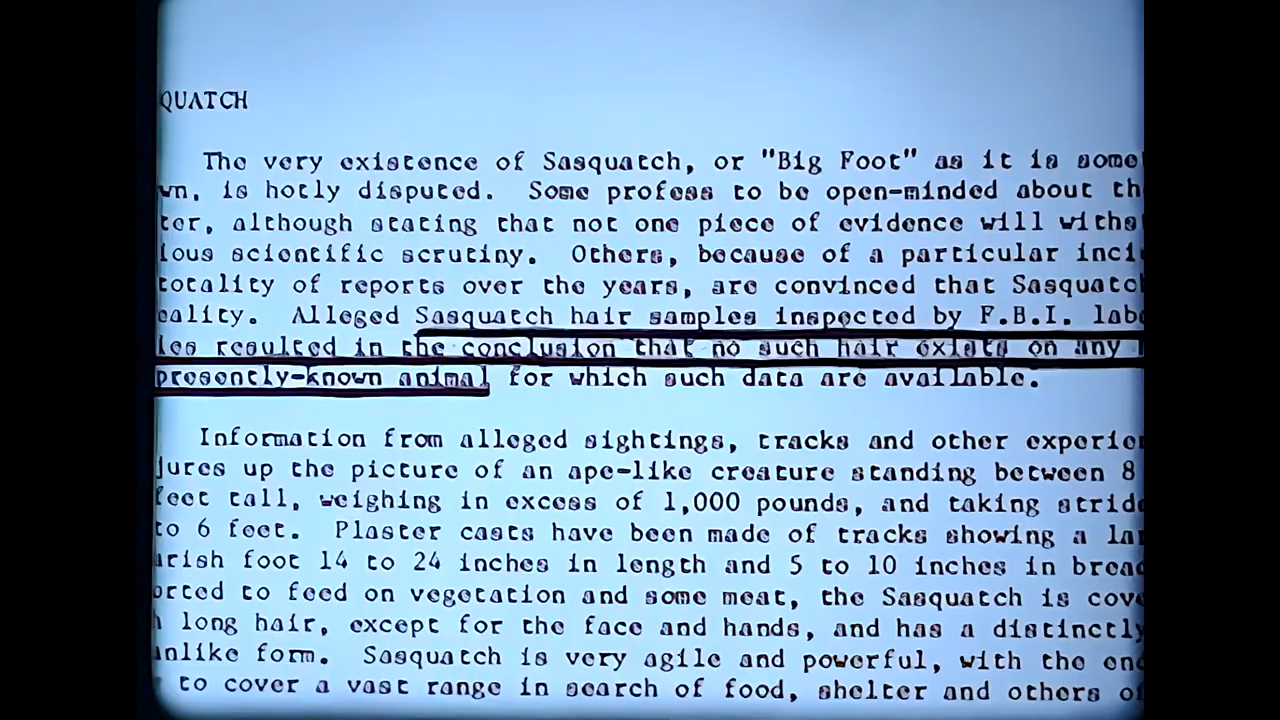 QUATCH
The very existence of Sasquatch, or "Big Foot" as it is some
wn, is hotly disputed. Some profess to be open-minded about th
ter, although stating that not one piece of evidence will withs
ious scientific scrutiny. Others, because of a particular inci
totality of reports over the years, are convinced that Sasquatc
eality. Alleged Sasquatch hair samples inspected by F.B.I. labo
ies resulted in the conclusion that no such hair exists on any
presently-known animal for which such data are available.
Information from alleged sightings, tracks and other experie
jures up the picture of an ape-like creature standing between 8
feet tall, weighing in excess of 1,000 pounds, and taking stride
to 6 feet. Plaster casts have been made of tracks showing a lar
arish foot 14 to 24 inches in length and 5 to 10 inches in bread
orted to feed on vegetation and some meat, the Sasquatch is cove
h long hair, except for the face and hands, and has a distinctly
anlike form. Sasquatch is very agile and powerful, with the end
to cover a vast range in search of food, shelter and others of